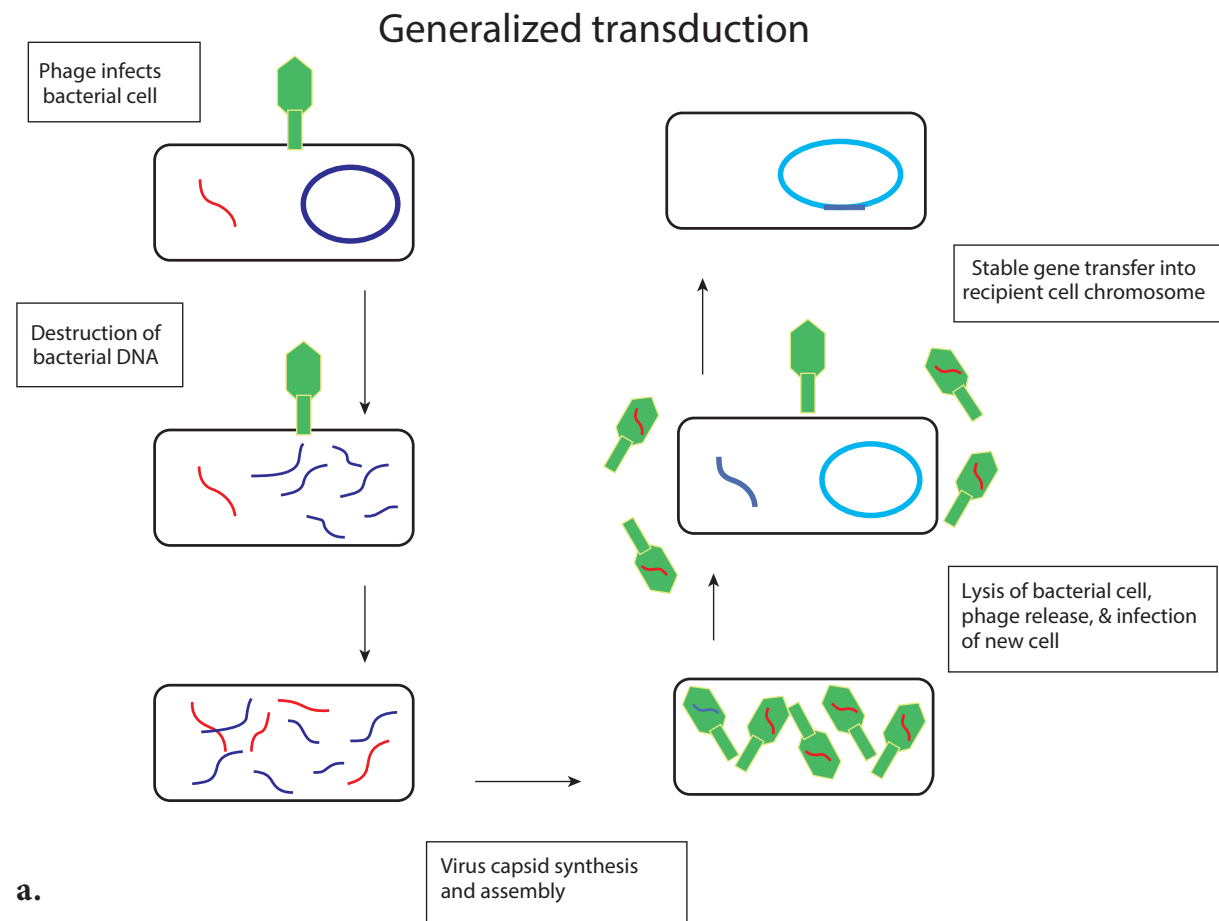 Generalized transduction
Phage infects
bacterial cell
Destruction of
bacterial DNA
Virus capsid synthesis
and assembly
Lysis of bacterial cell,
phage release, & infection
of new cell
Stable gene transfer into
recipient cell chromosome
a.